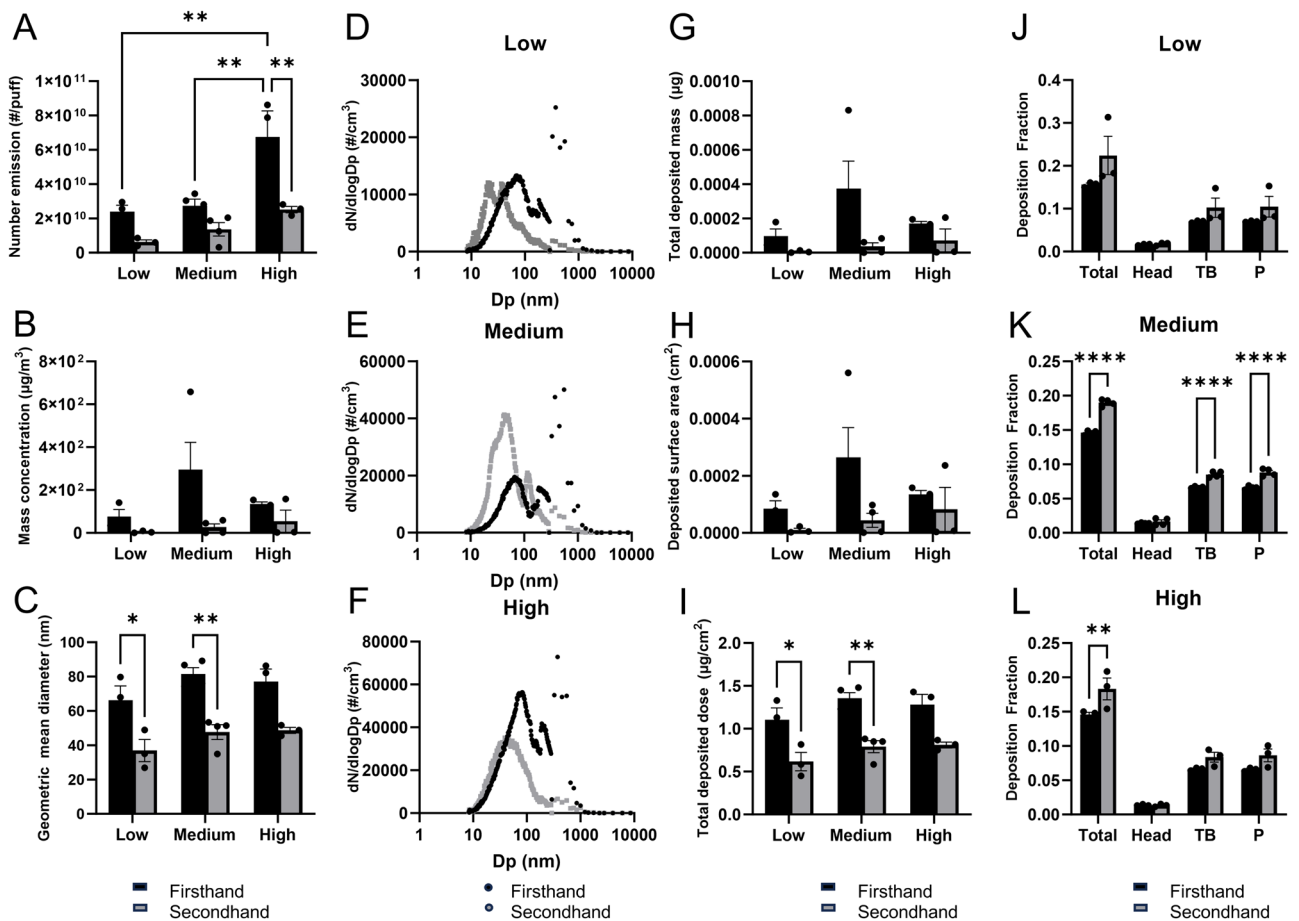 A
**
**
**
Number emission (#/puff)
1×10¹¹
8×10¹⁰
6×10¹⁰
4×10¹⁰
2×10¹⁰
0
Low Medium High
B
Mass concentration (µg/m³)
8×10²
6×10²
4×10²
2×10²
0
Low Medium High
C
*
**
Geometric mean diameter (nm)
100
80
60
40
20
0
Low Medium High
Firsthand
Secondhand
D
Low
dN/dlogDp (#/cm³)
30000
20000
10000
0
1 10 100 1000 10000
Dp (nm)
E
Medium
dN/dlogDp (#/cm³)
60000
40000
20000
0
1 10 100 1000 10000
Dp (nm)
F
High
dN/dlogDp (#/cm³)
80000
60000
40000
20000
0
1 10 100 1000 10000
Dp (nm)
Firsthand
Secondhand
G
Total deposited mass (µg)
0.0010
0.0008
0.0006
0.0004
0.0002
0.0000
Low Medium High
H
Deposited surface area (cm²)
0.0006
0.0004
0.0002
0.0000
Low Medium High
I
*
**
Total deposited dose (µg/cm²)
2.0
1.5
1.0
0.5
0.0
Low Medium High
Firsthand
Secondhand
J
Low
Deposition Fraction
0.4
0.3
0.2
0.1
0.0
Total Head TB P
K
Medium
****
****
****
Deposition Fraction
0.25
0.20
0.15
0.10
0.05
0.00
Total Head TB P
L
High
**
Deposition Fraction
0.25
0.20
0.15
0.10
0.05
0.00
Total Head TB P
Firsthand
Secondhand